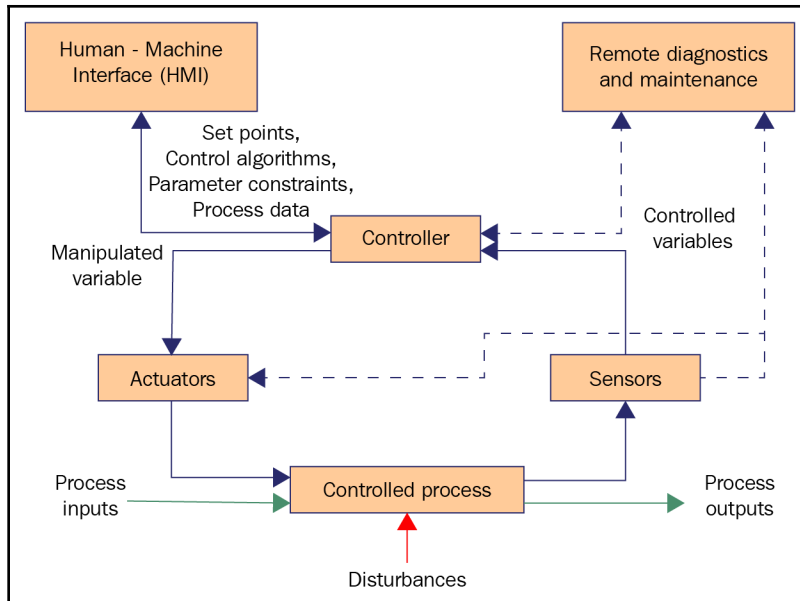 Human - Machine
Interface (HMI)
Remote diagnostics
and maintenance
Set points,
Control algorithms,
Parameter constraints,
Process data
Controller
Controlled
variables
Manipulated
variable
Actuators
Sensors
Process
inputs
Controlled process
Process
outputs
Disturbances